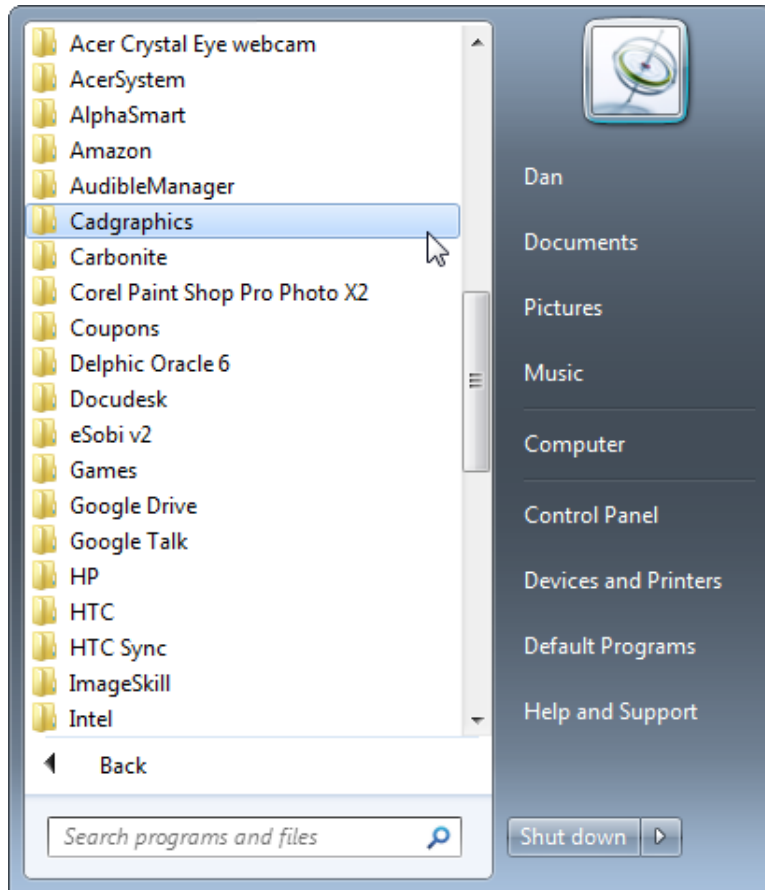 Acer Crystal Eye webcam
AcerSystem
AlphaSmart
Amazon
AudibleManager
Cadgraphics
Carbonite
Corel Paint Shop Pro Photo X2
Coupons
Delphic Oracle 6
Docudesk
eSobi v2
Games
Google Drive
Google Talk
HP
HTC
HTC Sync
ImageSkill
Intel
Back
Search programs and files
Dan
Documents
Pictures
Music
Computer
Control Panel
Devices and Printers
Default Programs
Help and Support
Shut down